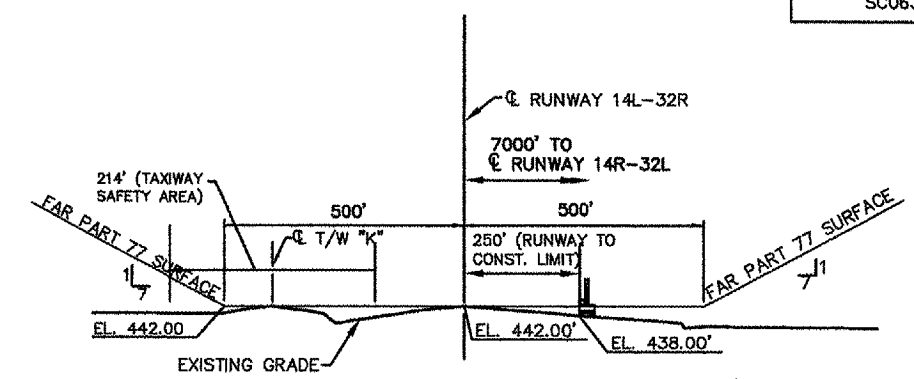 SC063
℄ RUNWAY 14L-32R
7000' TO
℄ RUNWAY 14R-32L
214' (TAXIWAY
SAFETY AREA)
500'
500'
℄ T/W "K"
250' (RUNWAY TO
CONST. LIMIT)
FAR PART 77 SURFACE
FAR PART 77 SURFACE
1
7
1
7
EL. 442.00
EL. 442.00'
EL. 438.00'
EXISTING GRADE